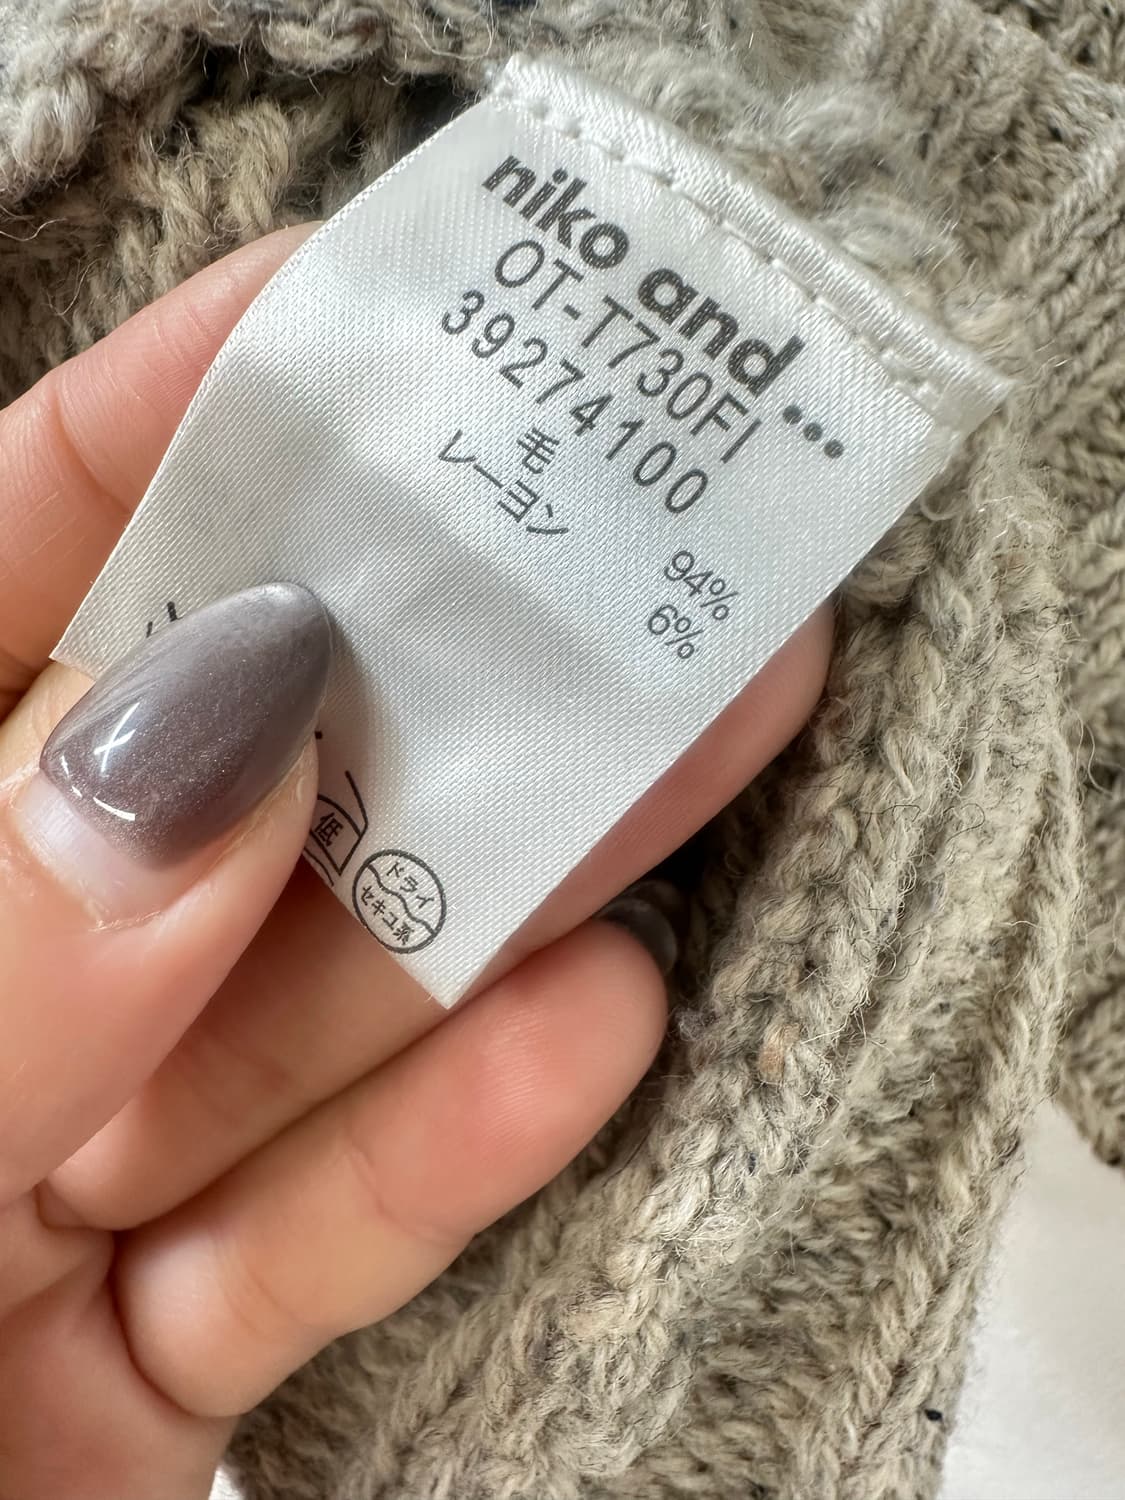 niko and ...
OT-T730FI
39274100
毛 94%
レーヨン 6%
低
ドライ
セキユ系